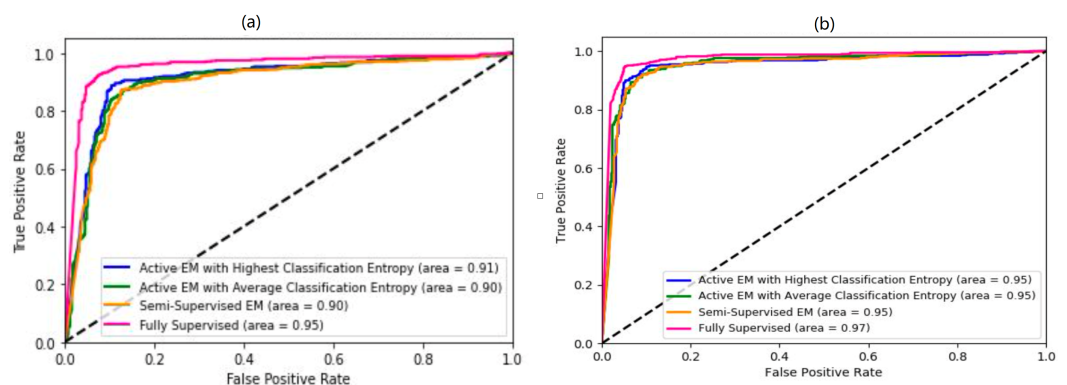 (a)
1.0
0.8
0.6
0.4
0.2
0.0
True Positive Rate
Active EM with Highest Classification Entropy (area = 0.91)
Active EM with Average Classification Entropy (area = 0.90)
Semi-Supervised EM (area = 0.90)
Fully Supervised (area = 0.95)
0.0 0.2 0.4 0.6 0.8 1.0
False Positive Rate
(b)
1.0
0.8
0.6
0.4
0.2
0.0
True Positive Rate
Active EM with Highest Classification Entropy (area = 0.95)
Active EM with Average Classification Entropy (area = 0.95)
Semi-Supervised EM (area = 0.95)
Fully Supervised (area = 0.97)
0.0 0.2 0.4 0.6 0.8 1.0
False Positive Rate